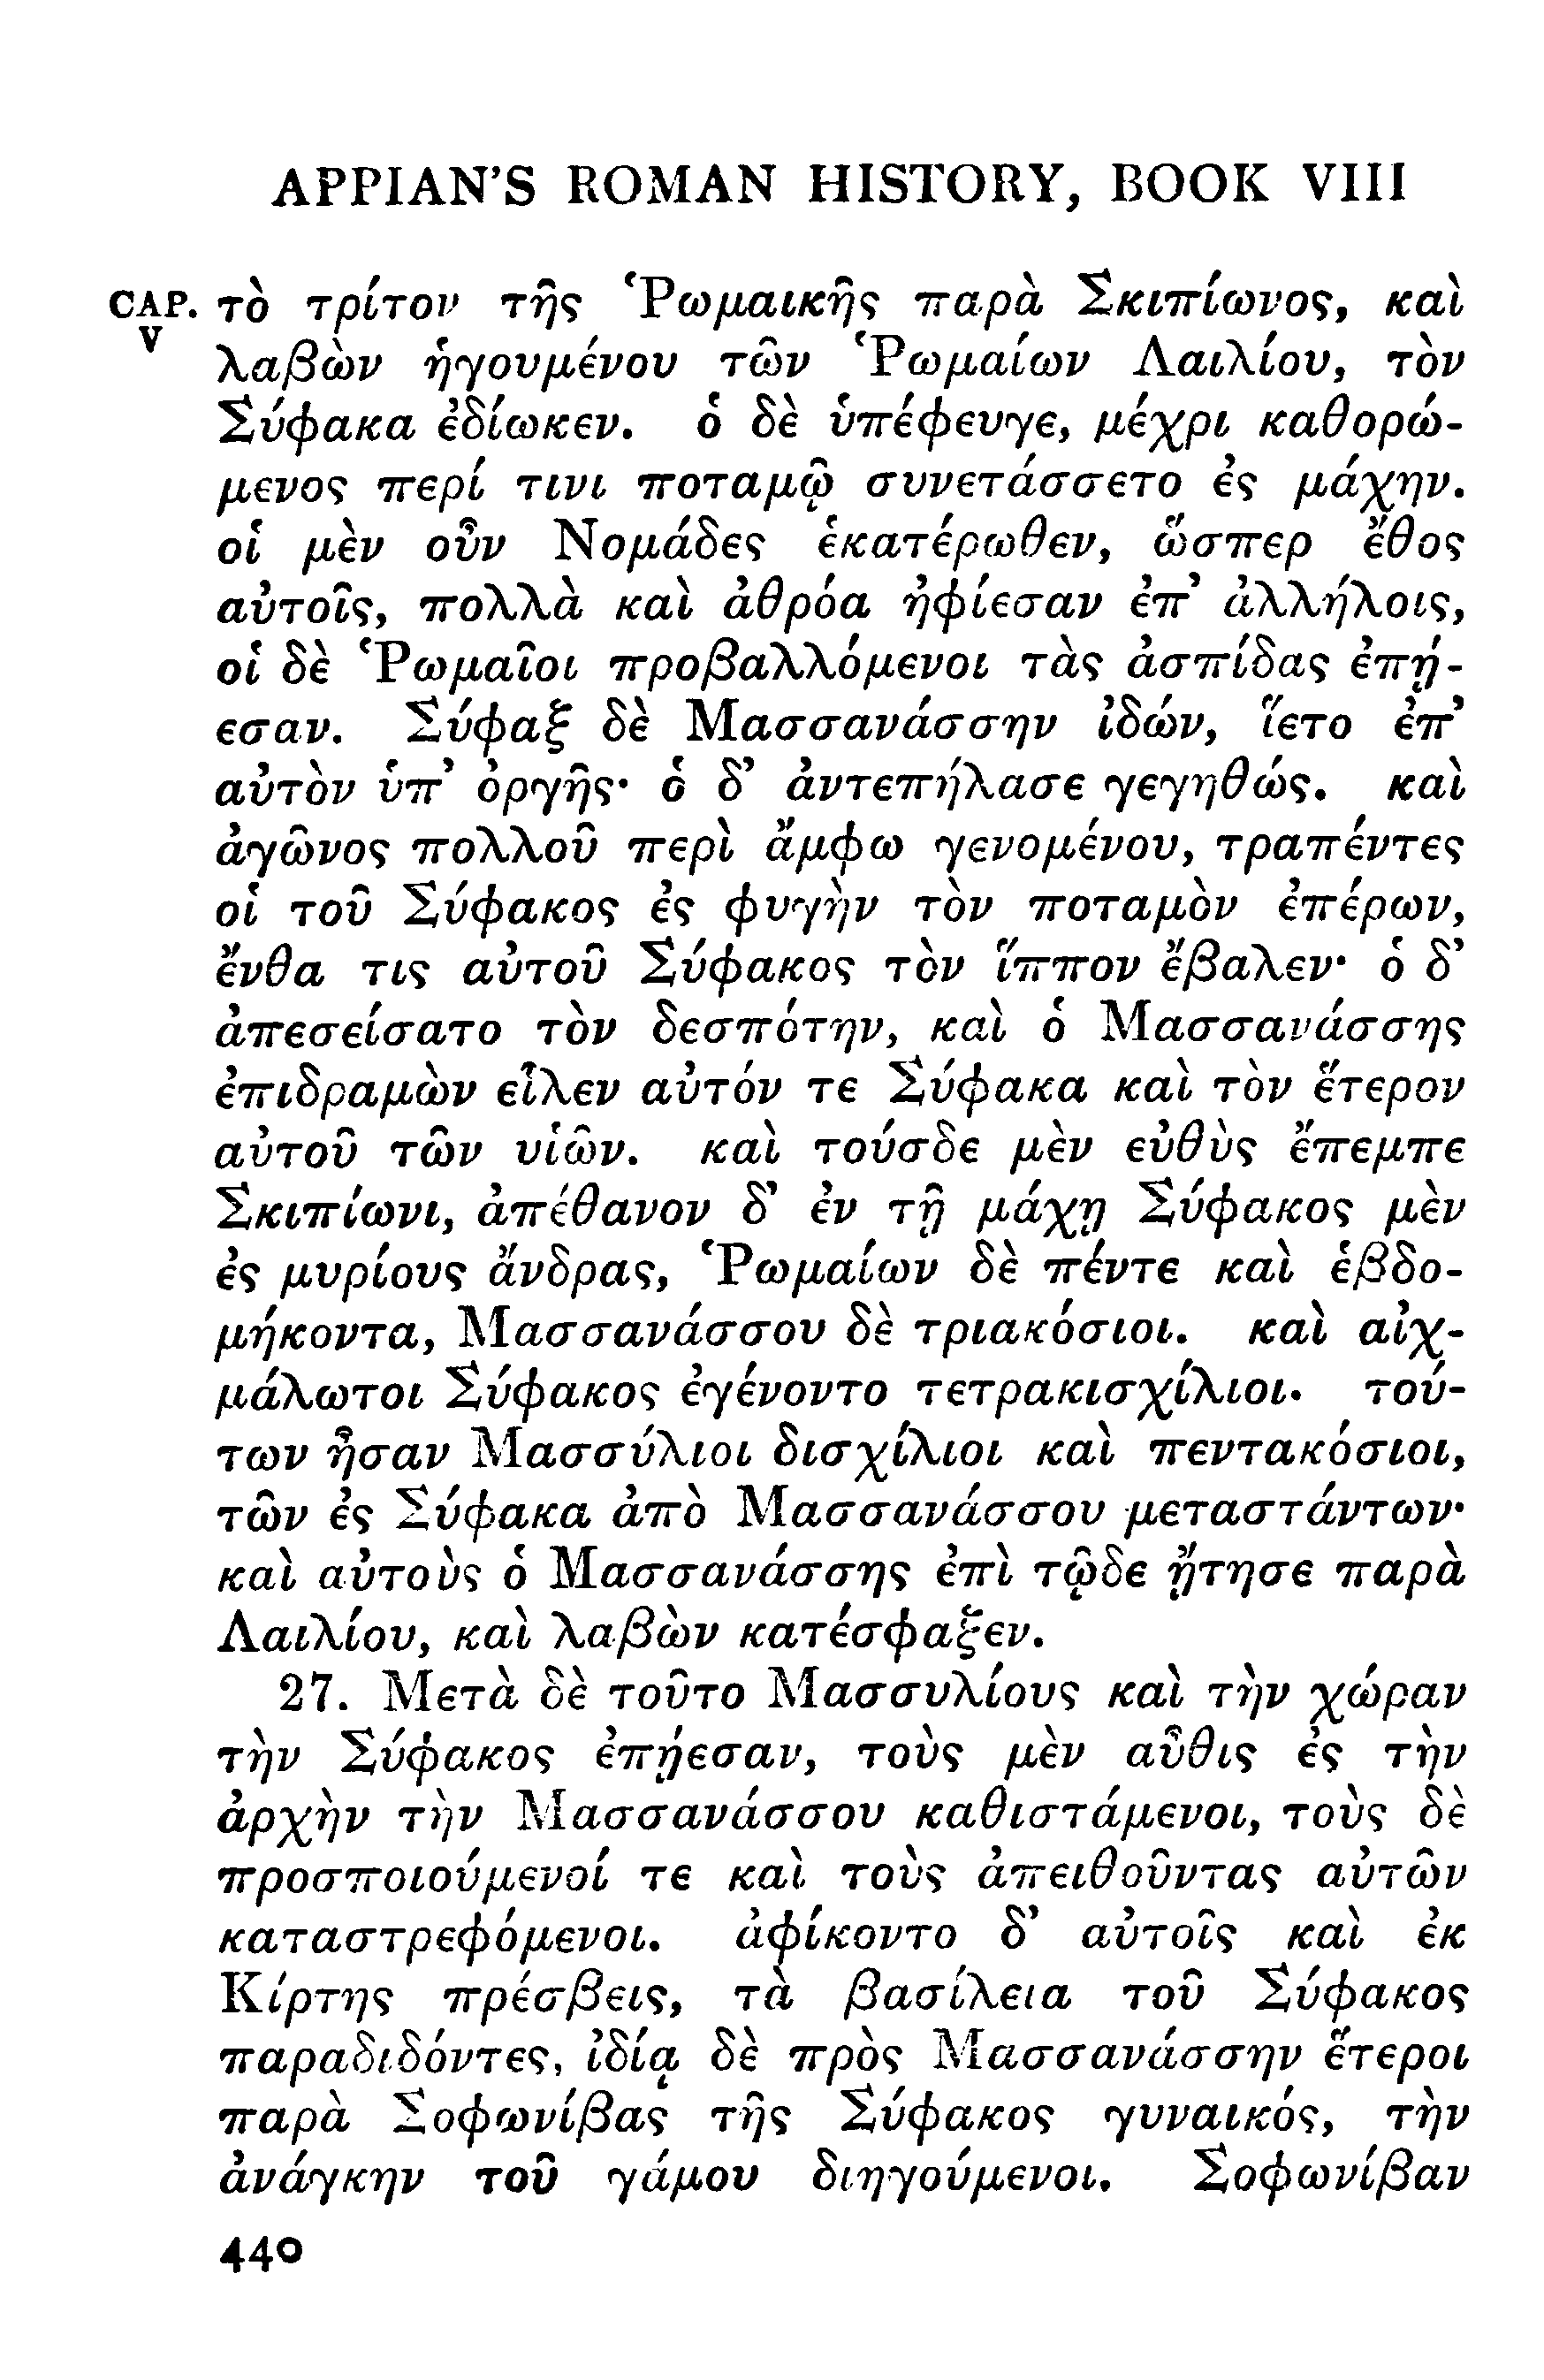 APPIAN'S ROMAN HISTORY, BOOK VIII
CAP. τὸ τρίτον τῆς Ῥωμαικῆς παρὰ Σκιπίωνος, καὶ
V
λαβὼν ἡγουμένου τῶν Ῥωμαίων Λαιλίου, τὸν
Σύφακα ἐδίωκεν. ὁ δὲ ὑπέφευγε, μέχρι καθορώ-
μενος περί τινι ποταμῷ συνετάσσετο ἐς μάχην.
οἱ μὲν οὖν Νομάδες ἑκατέρωθεν, ὥσπερ ἔθος
αὐτοῖς, πολλὰ καὶ ἀθρόα ἠφίεσαν ἐπ' ἀλλήλοις,
οἱ δὲ Ῥωμαῖοι προβαλλόμενοι τὰς ἀσπίδας ἐπῄ-
εσαν. Σύφαξ δὲ Μασσανάσσην ἰδών, ἵετο ἐπ'
αὐτὸν ὑπ' ὀργῆς· ὁ δ' ἀντεπήλασε γεγηθώς. καὶ
ἀγῶνος πολλοῦ περὶ ἄμφω γενομένου, τραπέντες
οἱ τοῦ Σύφακος ἐς φυγὴν τὸν ποταμὸν ἐπέρων,
ἔνθα τις αὐτοῦ Σύφακος τὸν ἵππον ἔβαλεν· ὁ δ'
ἀπεσείσατο τὸν δεσπότην, καὶ ὁ Μασσανάσσης
ἐπιδραμὼν εἷλεν αὐτόν τε Σύφακα καὶ τὸν ἕτερον
αὐτοῦ τῶν υἱῶν. καὶ τούσδε μὲν εὐθὺς ἔπεμπε
Σκιπίωνι, ἀπέθανον δ' ἐν τῇ μάχῃ Σύφακος μὲν
ἐς μυρίους ἄνδρας, Ῥωμαίων δὲ πέντε καὶ ἑβδο-
μήκοντα, Μασσανάσσου δὲ τριακόσιοι. καὶ αἰχ-
μάλωτοι Σύφακος ἐγένοντο τετρακισχίλιοι. τού-
των ἦσαν Μασσύλιοι δισχίλιοι καὶ πεντακόσιοι,
τῶν ἐς Σύφακα ἀπὸ Μασσανάσσου μεταστάντων·
καὶ αὐτοὺς ὁ Μασσανάσσης ἐπὶ τῷδε ᾔτησε παρὰ
Λαιλίου, καὶ λαβὼν κατέσφαξεν.
27. Μετὰ δὲ τοῦτο Μασσυλίους καὶ τὴν χώραν
τὴν Σύφακος ἐπῄεσαν, τοὺς μὲν αὖθις ἐς τὴν
ἀρχὴν τὴν Μασσανάσσου καθιστάμενοι, τοὺς δὲ
προσποιούμενοί τε καὶ τοὺς ἀπειθοῦντας αὐτῶν
καταστρεφόμενοι. ἀφίκοντο δ' αὐτοῖς καὶ ἐκ
Κίρτης πρέσβεις, τὰ βασίλεια τοῦ Σύφακος
παραδιδόντες, ἰδίᾳ δὲ πρὸς Μασσανάσσην ἕτεροι
παρὰ Σοφωνίβας τῆς Σύφακος γυναικός, τὴν
ἀνάγκην τοῦ γάμου διηγούμενοι. Σοφωνίβαν
440